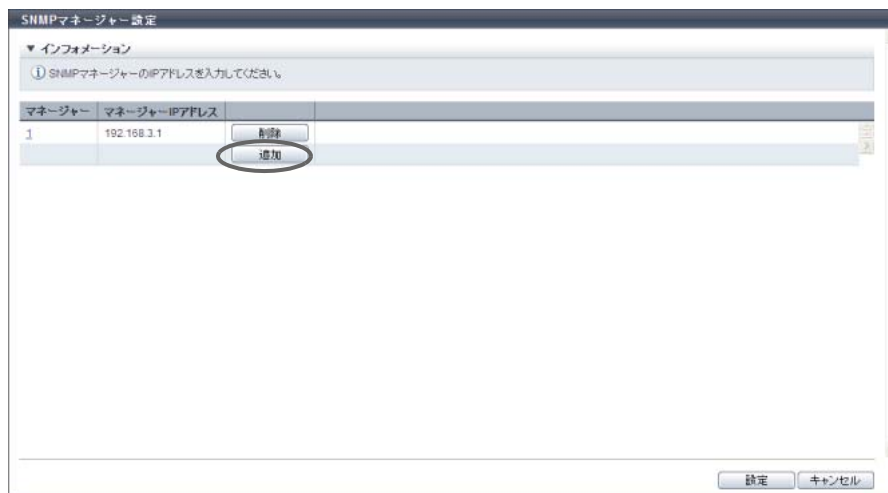 SNMPマネージャー設定
▼ インフォメーション
SNMPマネージャーのIPアドレスを入力してください。
マネージャー マネージャーIPアドレス
1 192.168.3.1 削除
追加
設定 キャンセル